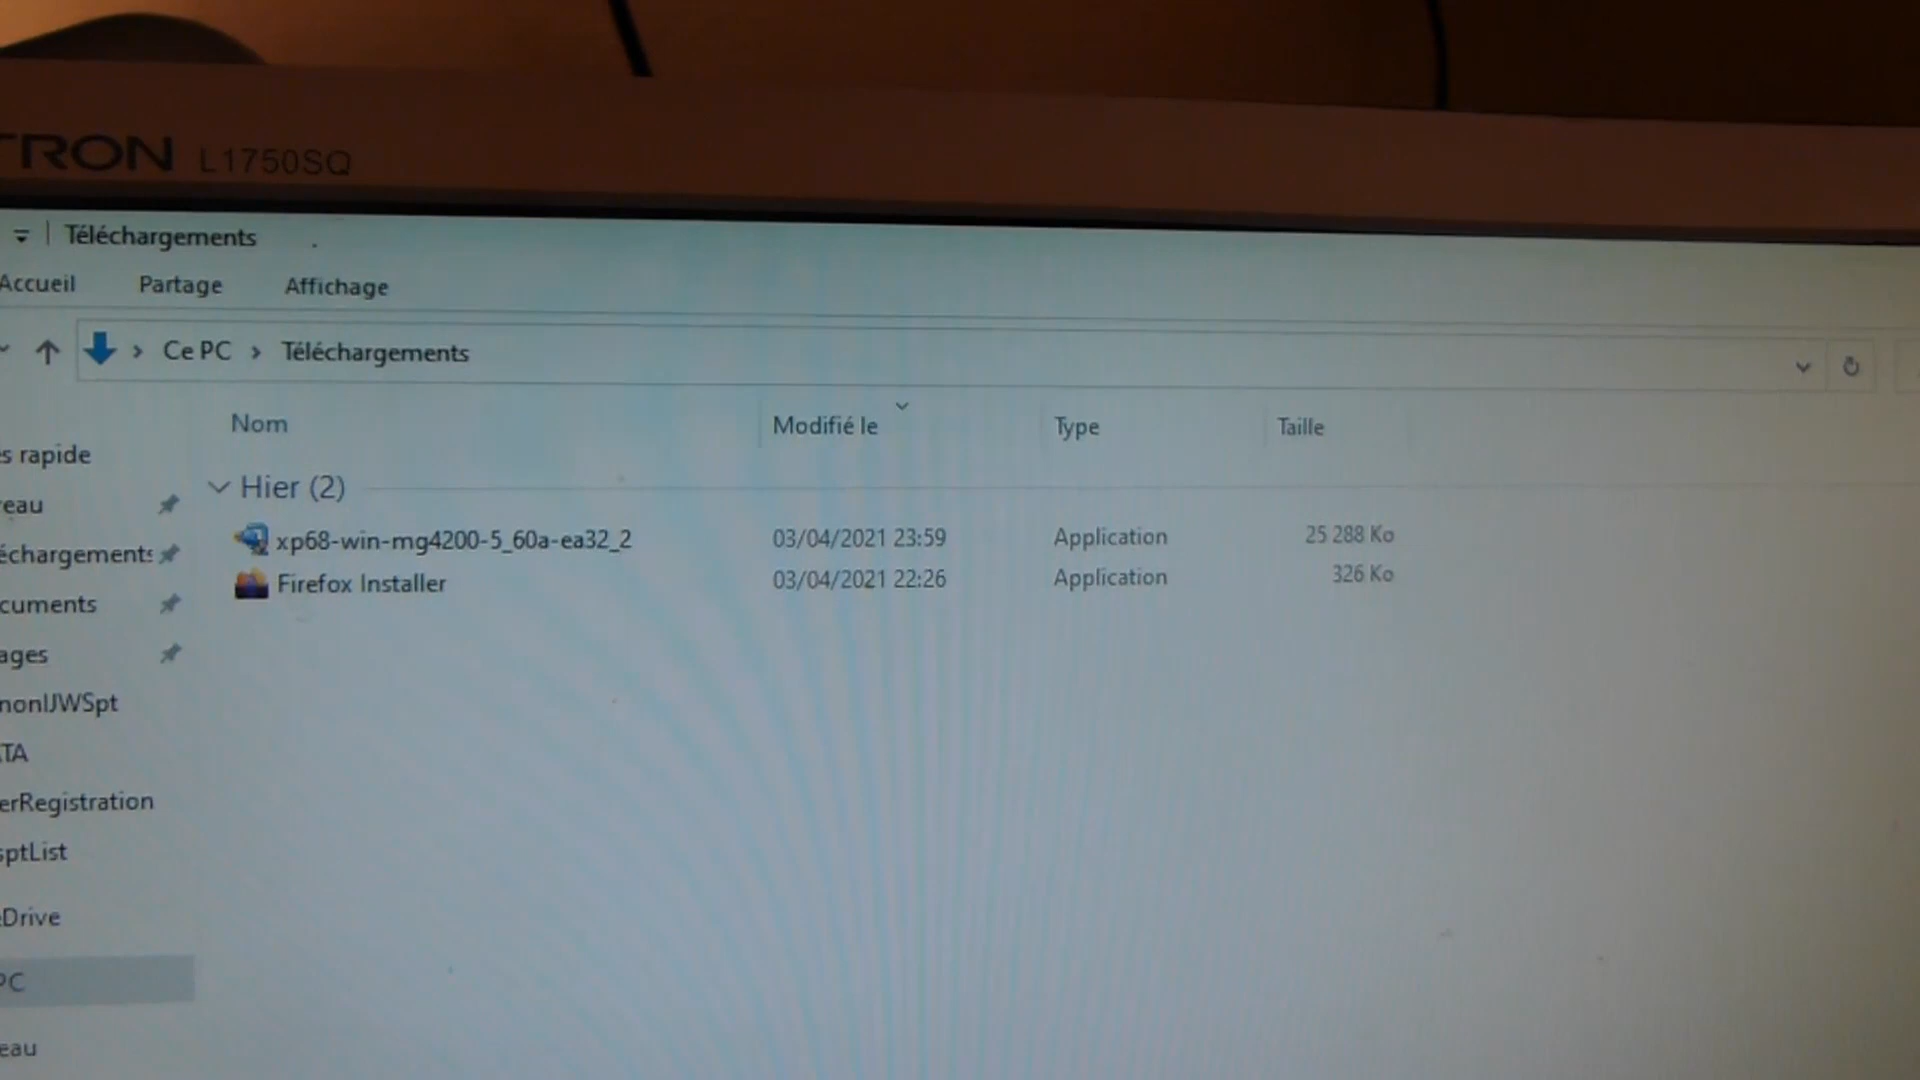 TRON L1750SQ
Téléchargements
Accueil Partage Affichage
Ce PC > Téléchargements
Nom Modifié le Type Taille
s rapide
Hier (2)
eau
xp68-win-mg4200-5_60a-ea32_2 03/04/2021 23:59 Application 25 288 Ko
échargements
Firefox Installer 03/04/2021 22:26 Application 326 Ko
cuments
ages
nonIJWSpt
TA
erRegistration
sptList
Drive
PC
eau